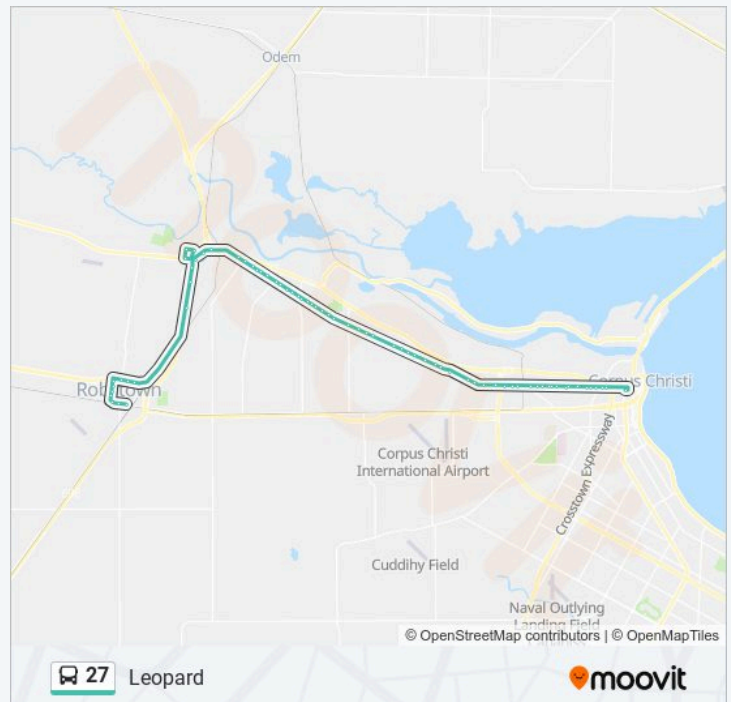 Odem
Robstown
Corpus Christi
Corpus Christi
International Airport
Crosstown Expressway
Cuddihy Field
Naval Outlying
Landing Field
© OpenStreetMap contributors | © OpenMapTiles
27 Leopard
moovit